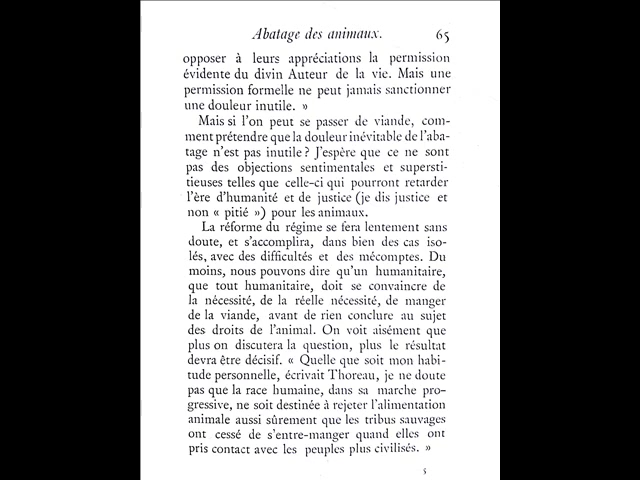 Abatage des animaux. 65
opposer à leurs appréciations la permission
évidente du divin Auteur de la vie. Mais une
permission formelle ne peut jamais sanctionner
une douleur inutile. »
Mais si l'on peut se passer de viande, com-
ment prétendre que la douleur inévitable de l'aba-
tage n'est pas inutile ? J'espère que ce ne sont
pas des objections sentimentales et supersti-
tieuses telles que celle-ci qui pourront retarder
l'ère d'humanité et de justice (je dis justice et
non « pitié ») pour les animaux.
La réforme du régime se fera lentement sans
doute, et s'accomplira, dans bien des cas iso-
lés, avec des difficultés et des mécomptes. Du
moins, nous pouvons dire qu'un humanitaire,
que tout humanitaire, doit se convaincre de
la nécessité, de la réelle nécessité, de manger
de la viande, avant de rien conclure au sujet
des droits de l'animal. On voit aisément que
plus on discutera la question, plus le résultat
devra être décisif. « Quelle que soit mon habi-
tude personnelle, écrivait Thoreau, je ne doute
pas que la race humaine, dans sa marche pro-
gressive, ne soit destinée à rejeter l'alimentation
animale aussi sûrement que les tribus sauvages
ont cessé de s'entre-manger quand elles ont
pris contact avec les peuples plus civilisés. »
5